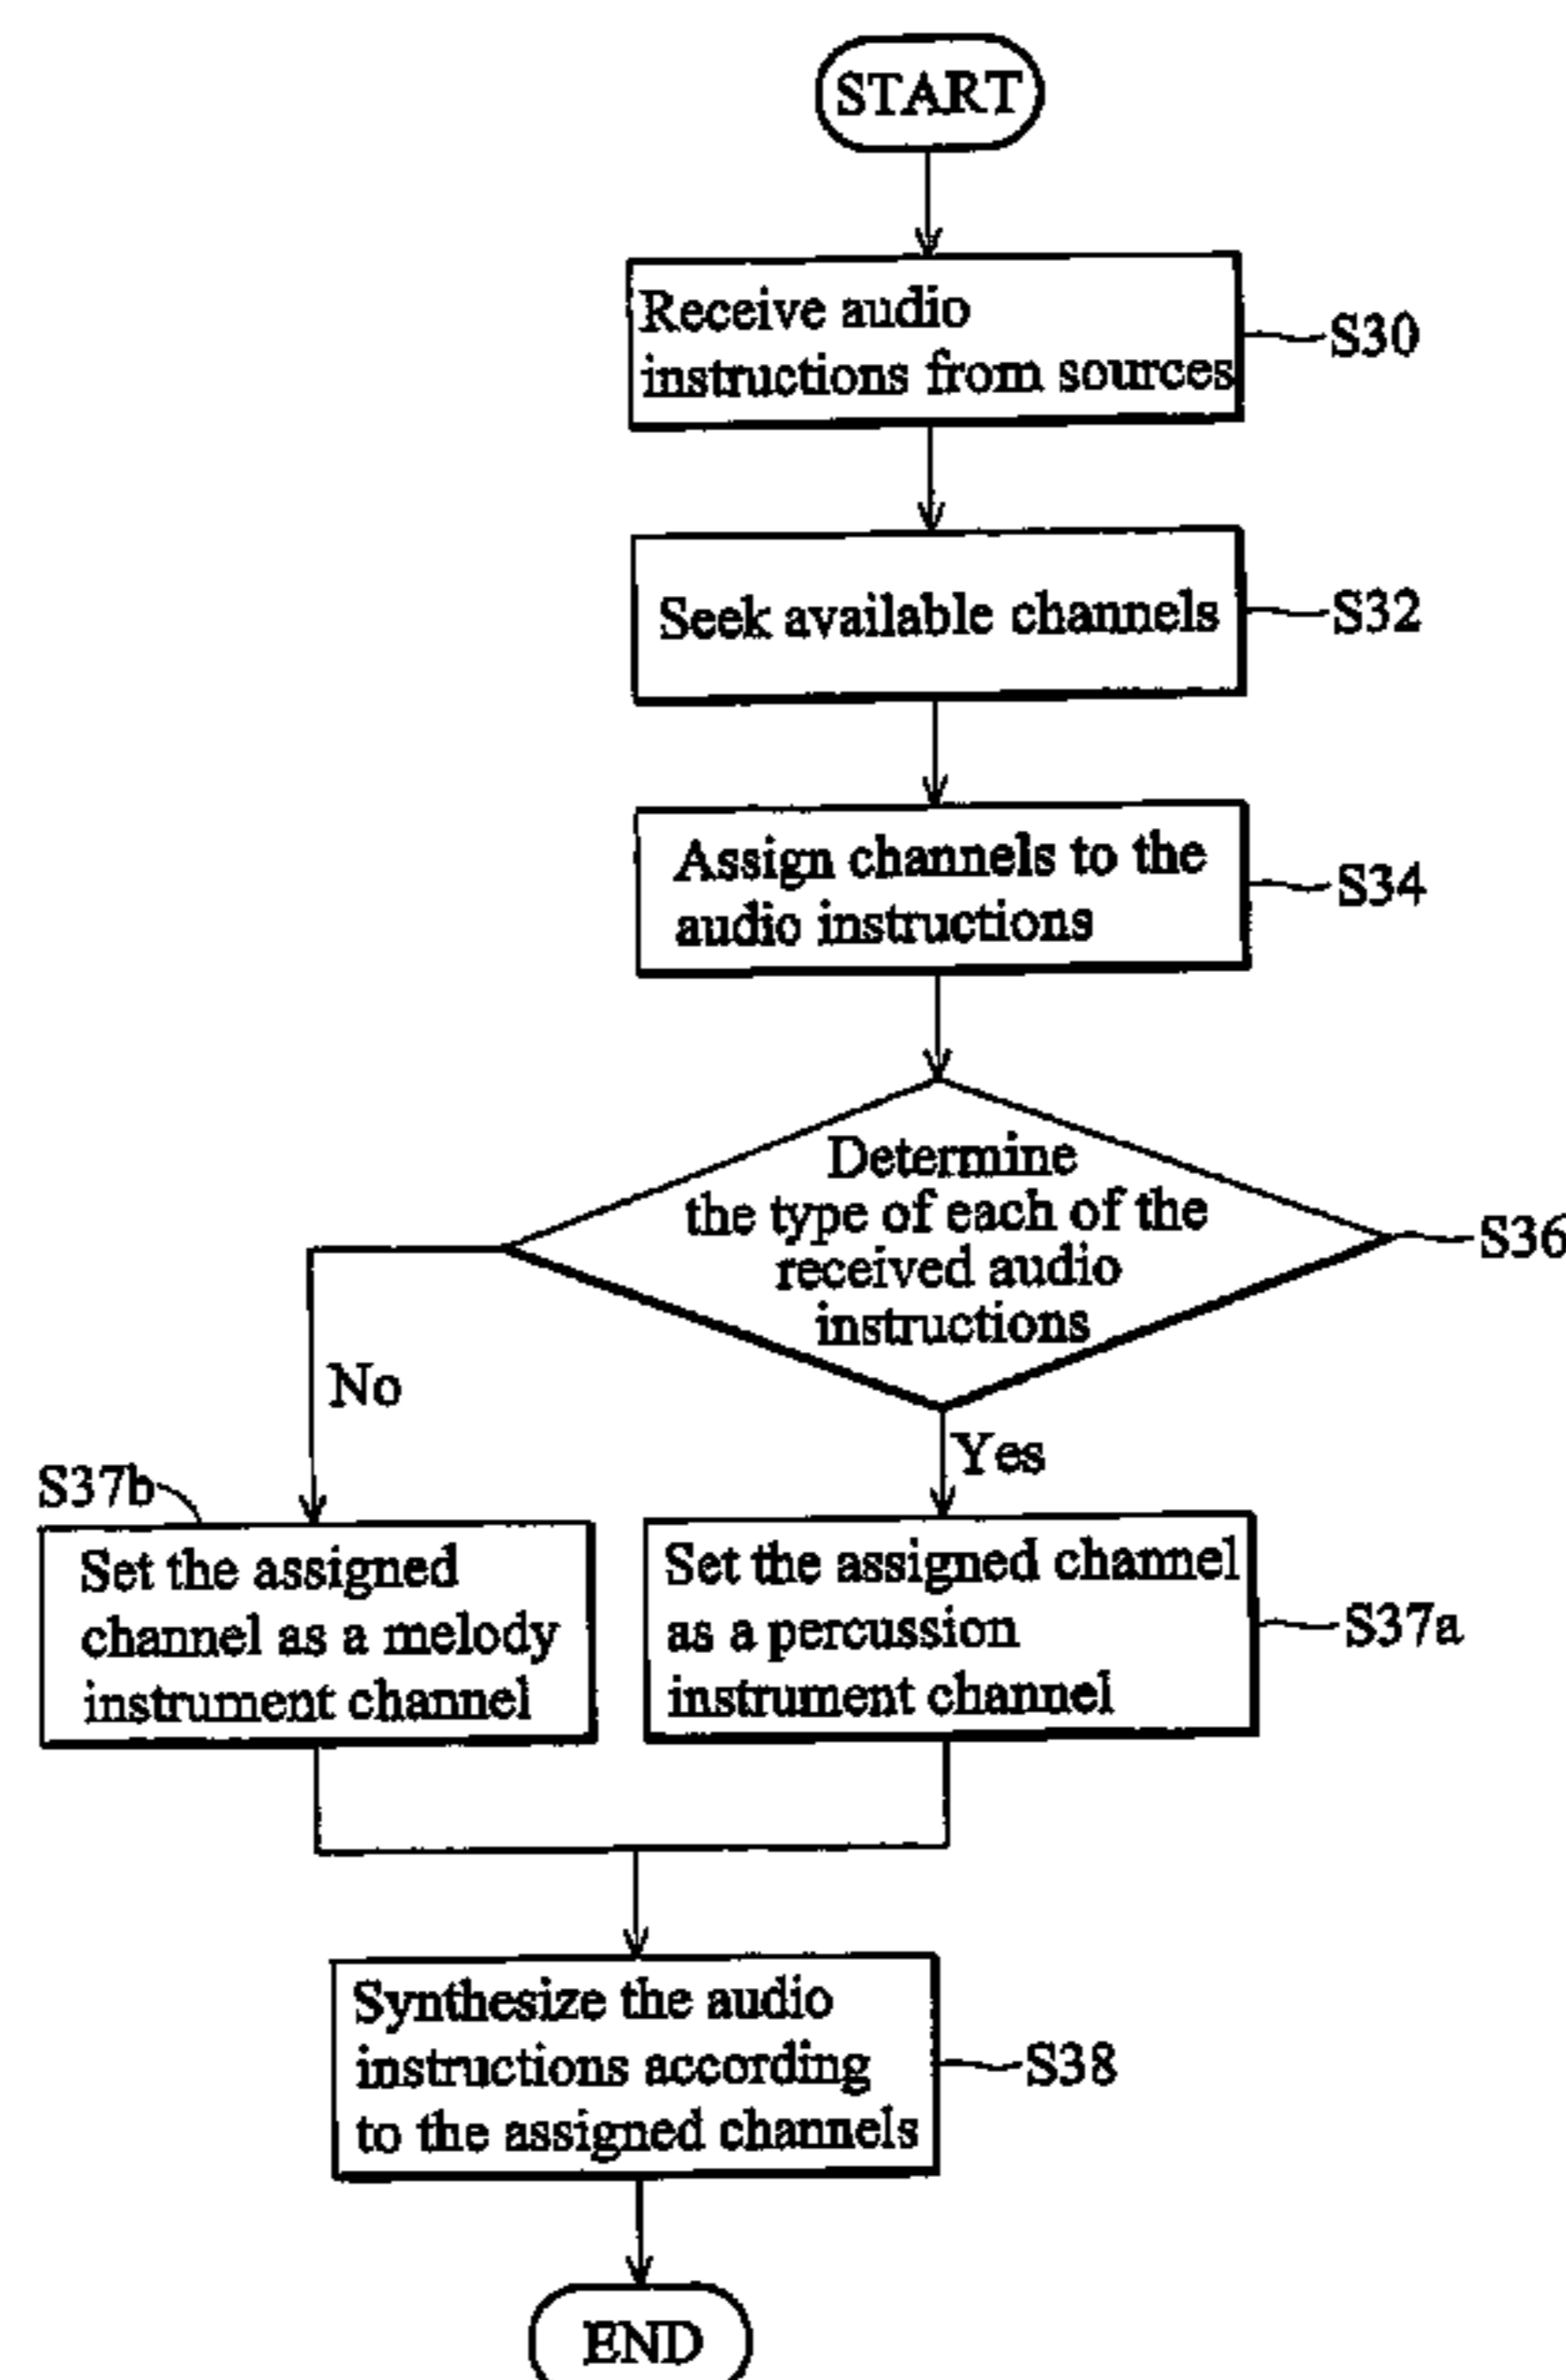 START
Receive audio
instructions from sources
S30
Seek available channels
S32
Assign channels to the
audio instructions
S34
Determine
the type of each of the
received audio
instructions
S36
No
Yes
S37b
Set the assigned
channel as a melody
instrument channel
Set the assigned channel
as a percussion
instrument channel
S37a
Synthesize the audio
instructions according
to the assigned channels
S38
END